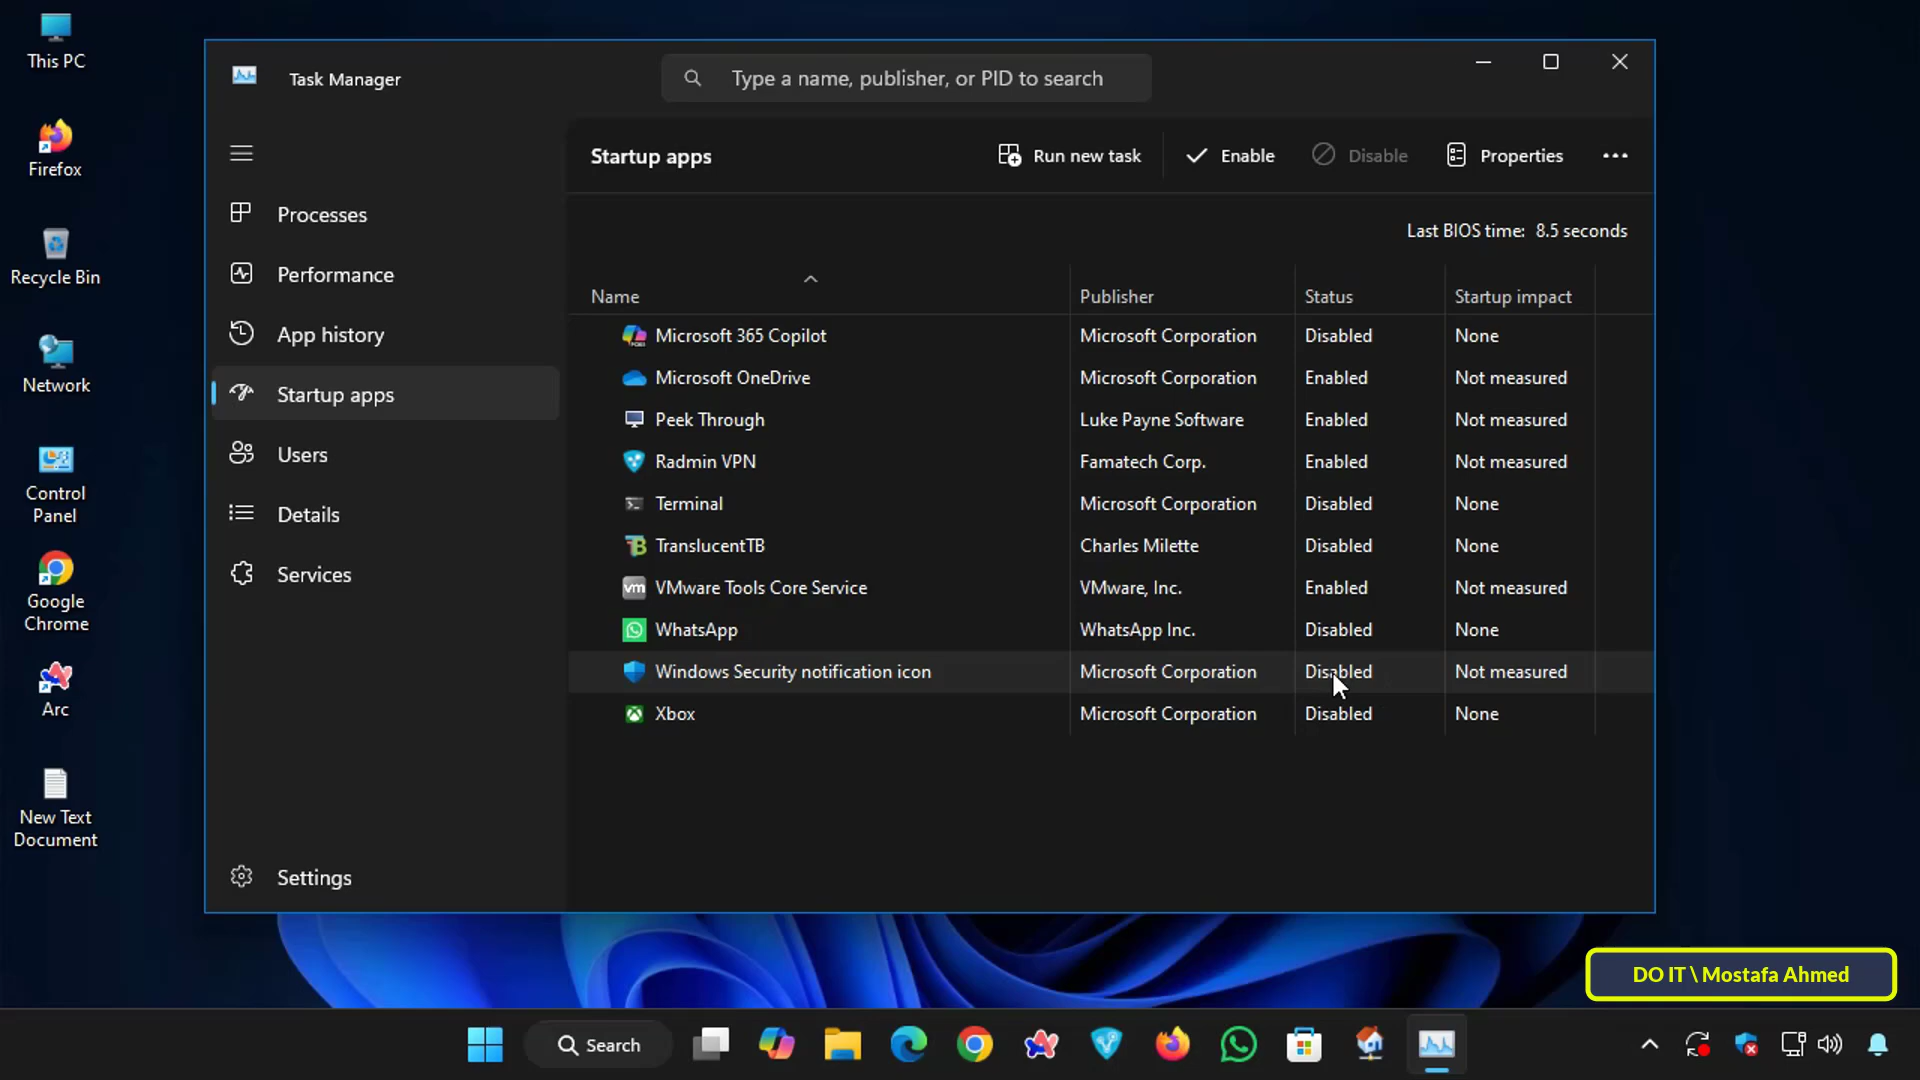 This PC
Firefox
Recycle Bin
Network
Control
Panel
Google
Chrome
Arc
New Text
Document
Task Manager
Type a name, publisher, or PID to search
Processes
Performance
App history
Startup apps
Users
Details
Services
Settings
Startup apps
Run new task
Enable
Disable
Properties
Last BIOS time: 8.5 seconds
Name Publisher Status Startup impact
Microsoft 365 Copilot Microsoft Corporation Disabled None
Microsoft OneDrive Microsoft Corporation Enabled Not measured
Peek Through Luke Payne Software Enabled Not measured
Radmin VPN Famatech Corp. Enabled Not measured
Terminal Microsoft Corporation Disabled None
TranslucentTB Charles Milette Disabled None
VMware Tools Core Service VMware, Inc. Enabled Not measured
WhatsApp WhatsApp Inc. Disabled None
Windows Security notification icon Microsoft Corporation Disabled Not measured
Xbox Microsoft Corporation Disabled None
DO IT \ Mostafa Ahmed
Search